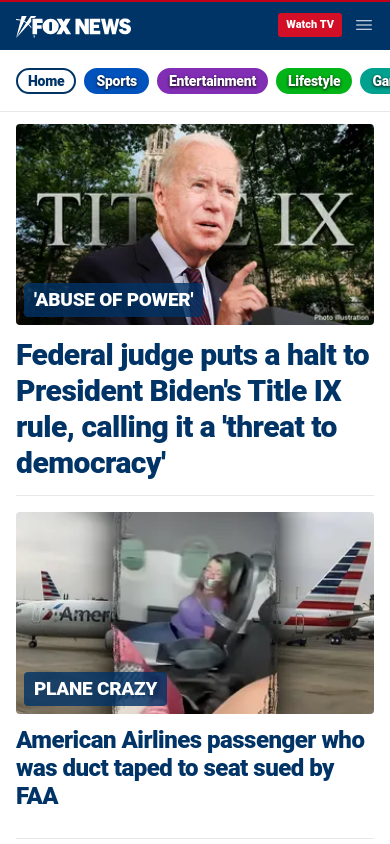 FOX NEWS
Watch TV
Home
Sports
Entertainment
Lifestyle
Ga
TITLE IX
'ABUSE OF POWER'
Photo Illustration
Federal judge puts a halt to
President Biden's Title IX
rule, calling it a 'threat to
democracy'
Amer
PLANE CRAZY
American Airlines passenger who
was duct taped to seat sued by
FAA